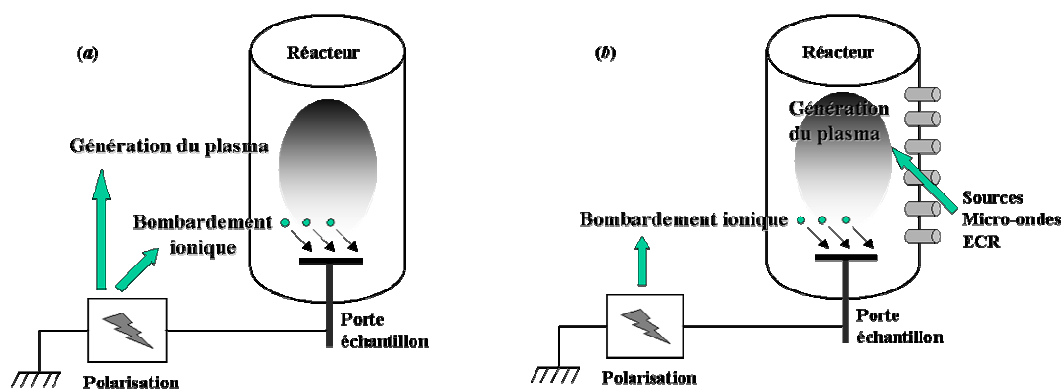 (a)
Réacteur
Génération du plasma
Bombardement
ionique
Porte
échantillon
Polarisation
(b)
Réacteur
Génération
du plasma
Bombardement ionique
Sources
Micro-ondes
ECR
Porte
échantillon
Polarisation